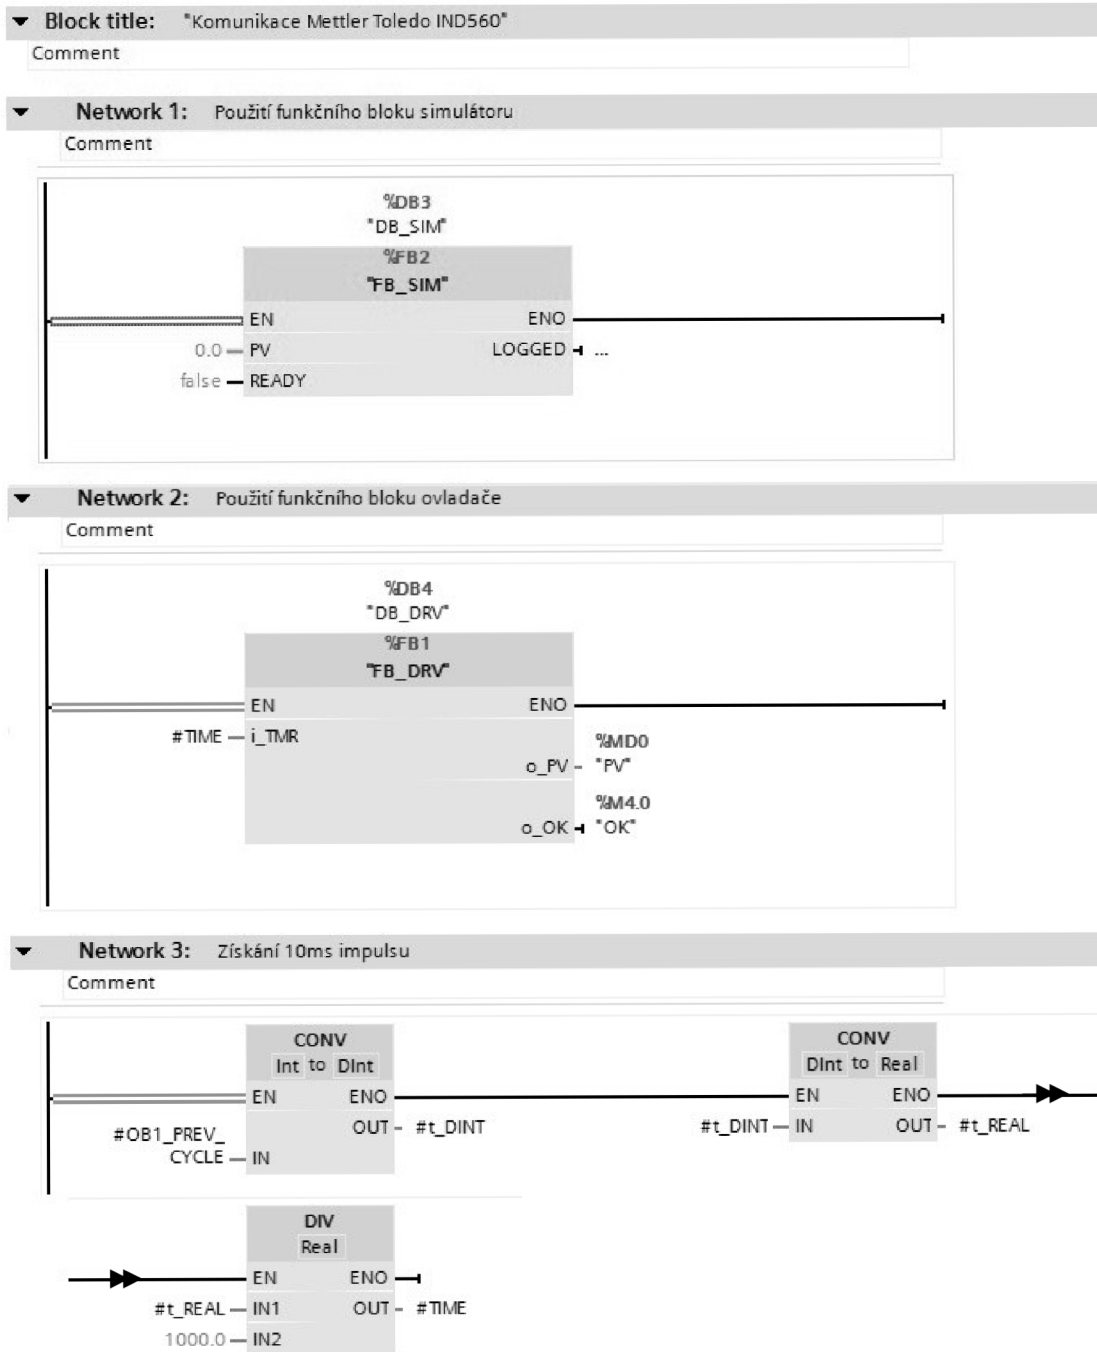 Block title: "Komunikace Mettler Toledo IND560"
Comment
Network 1: Použití funkčního bloku simulátoru
Comment
%DB3
"DB_SIM"
%FB2
"FB_SIM"
EN ENO
0.0 PV LOGGED ...
false READY
Network 2: Použití funkčního bloku ovladače
Comment
%DB4
"DB_DRV"
%FB1
"FB_DRV"
EN ENO
#TIME i_TMR
%MD0
o_PV "PV"
%M4.0
o_OK "OK"
Network 3: Získání 10ms impulsu
Comment
CONV CONV
Int to DInt DInt to Real
EN ENO EN ENO
OUT #t_DINT #t_DINT IN OUT #t_REAL
#OB1_PREV_
CYCLE IN
DIV
Real
EN ENO
#t_REAL IN1 OUT #TIME
1000.0 IN2